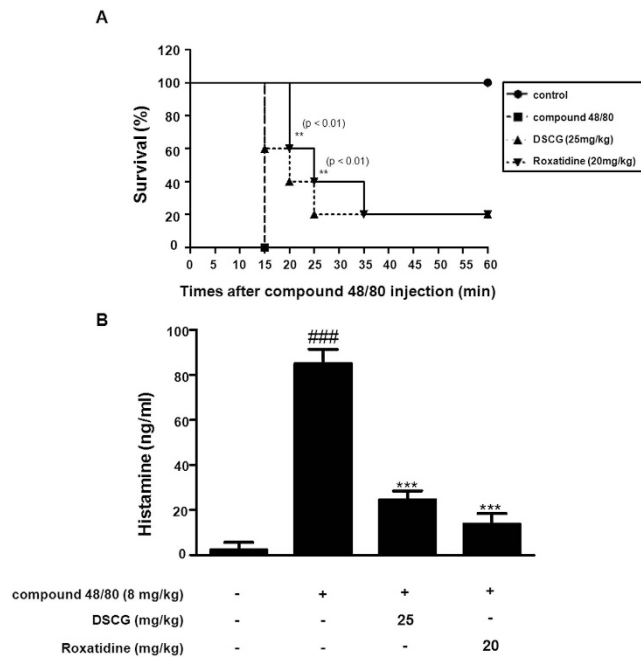 A
120
100
80
60
40
20
0
Survival (%)
(p < 0.01)
**
(p < 0.01)
**
0 5 10 15 20 25 30 35 40 45 50 55 60
Times after compound 48/80 injection (min)
control
compound 48/80
DSCG (25mg/kg)
Roxatidine (20mg/kg)
B
100
80
60
40
20
0
Histamine (ng/ml)
###
***
***
compound 48/80 (8 mg/kg) - + + +
DSCG (mg/kg) - - 25 -
Roxatidine (mg/kg) - - - 20